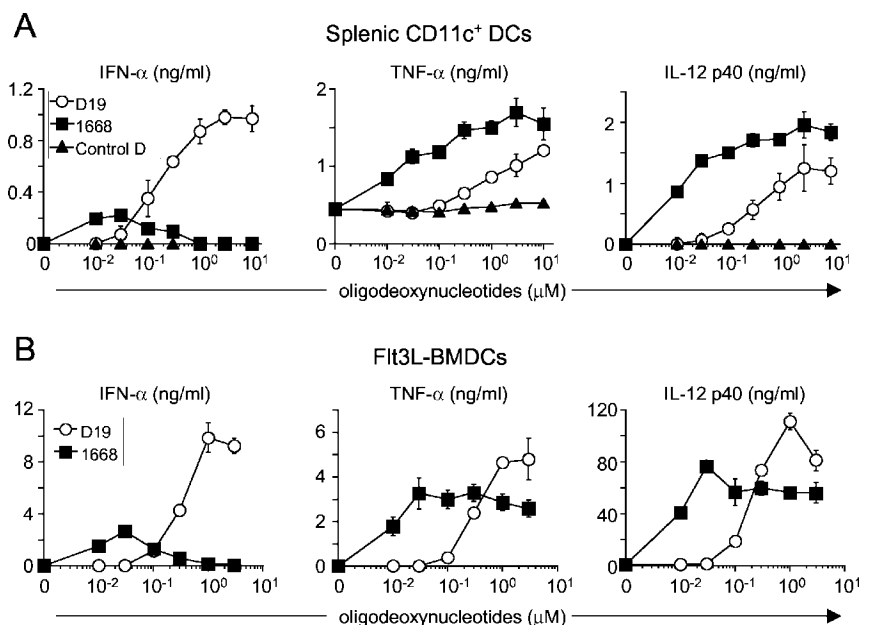 A
Splenic CD11c⁺ DCs
IFN-α (ng/ml)
TNF-α (ng/ml)
IL-12 p40 (ng/ml)
1.2
0.8
0.4
0
D19
1668
Control D
2
1
0
2
1
0
0 10⁻² 10⁻¹ 10⁰ 10¹
0 10⁻² 10⁻¹ 10⁰ 10¹
0 10⁻² 10⁻¹ 10⁰ 10¹
oligodeoxynucleotides (μM)
B
Flt3L-BMDCs
IFN-α (ng/ml)
TNF-α (ng/ml)
IL-12 p40 (ng/ml)
12
8
4
0
D19
1668
6
4
2
0
120
80
40
0
0 10⁻² 10⁻¹ 10⁰ 10¹
0 10⁻² 10⁻¹ 10⁰ 10¹
0 10⁻² 10⁻¹ 10⁰ 10¹
oligodeoxynucleotides (μM)